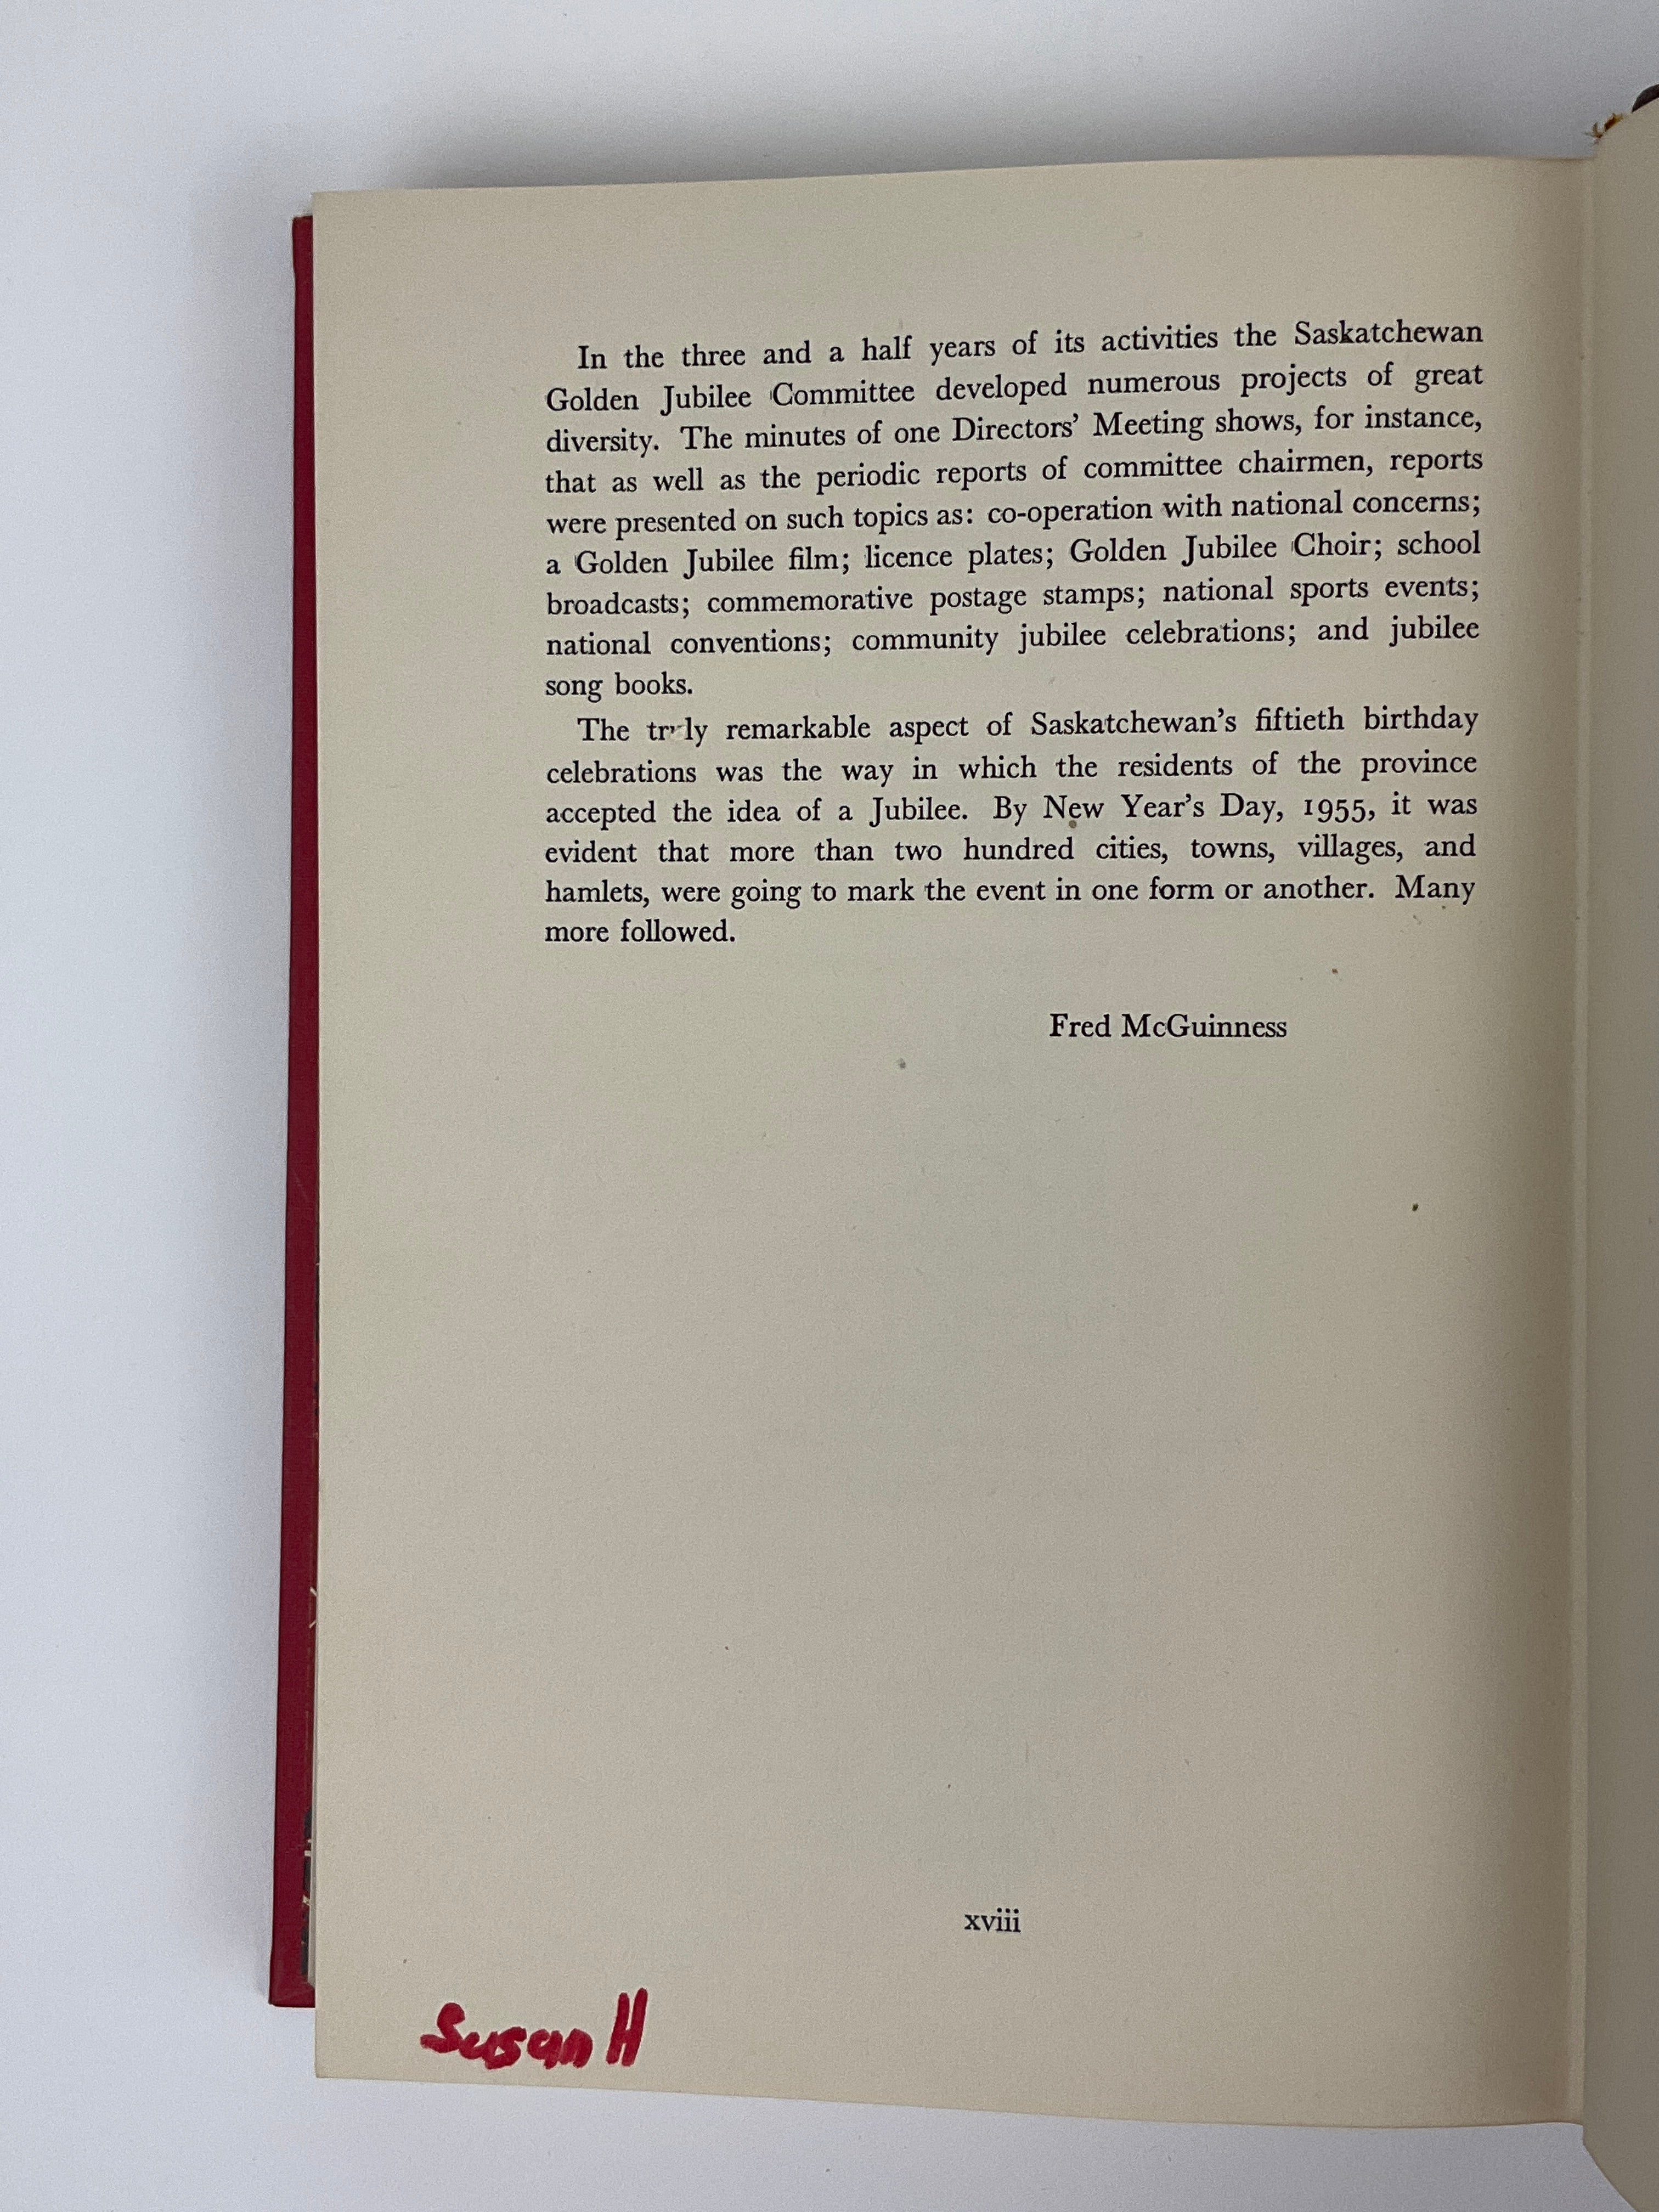 In the three and a half years of its activities the Saskatchewan
Golden Jubilee Committee developed numerous projects of great
diversity. The minutes of one Directors' Meeting shows, for instance,
that as well as the periodic reports of committee chairmen, reports
were presented on such topics as: co-operation with national concerns;
a Golden Jubilee film; licence plates; Golden Jubilee Choir; school
broadcasts; commemorative postage stamps; national sports events;
national conventions; community jubilee celebrations; and jubilee
song books.
The truly remarkable aspect of Saskatchewan's fiftieth birthday
celebrations was the way in which the residents of the province
accepted the idea of a Jubilee. By New Year's Day, 1955, it was
evident that more than two hundred cities, towns, villages, and
hamlets, were going to mark the event in one form or another. Many
more followed.
Fred McGuinness
xviii
Susan H